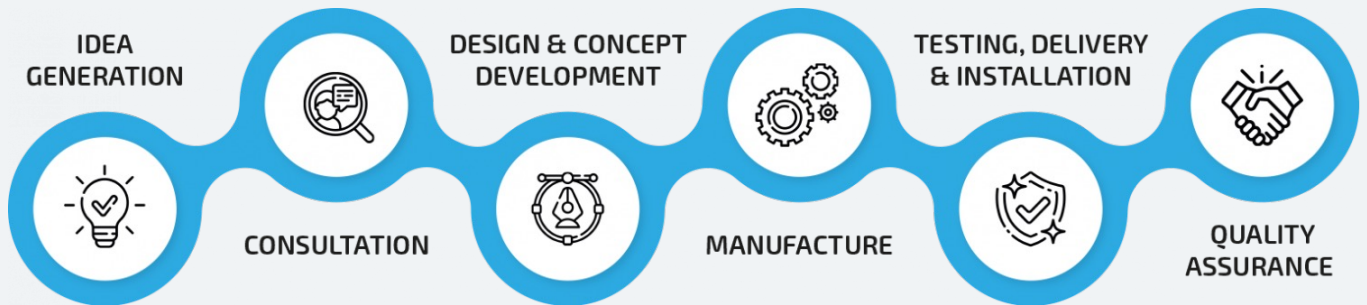 IDEA
GENERATION
CONSULTATION
DESIGN & CONCEPT
DEVELOPMENT
MANUFACTURE
TESTING, DELIVERY
& INSTALLATION
QUALITY
ASSURANCE